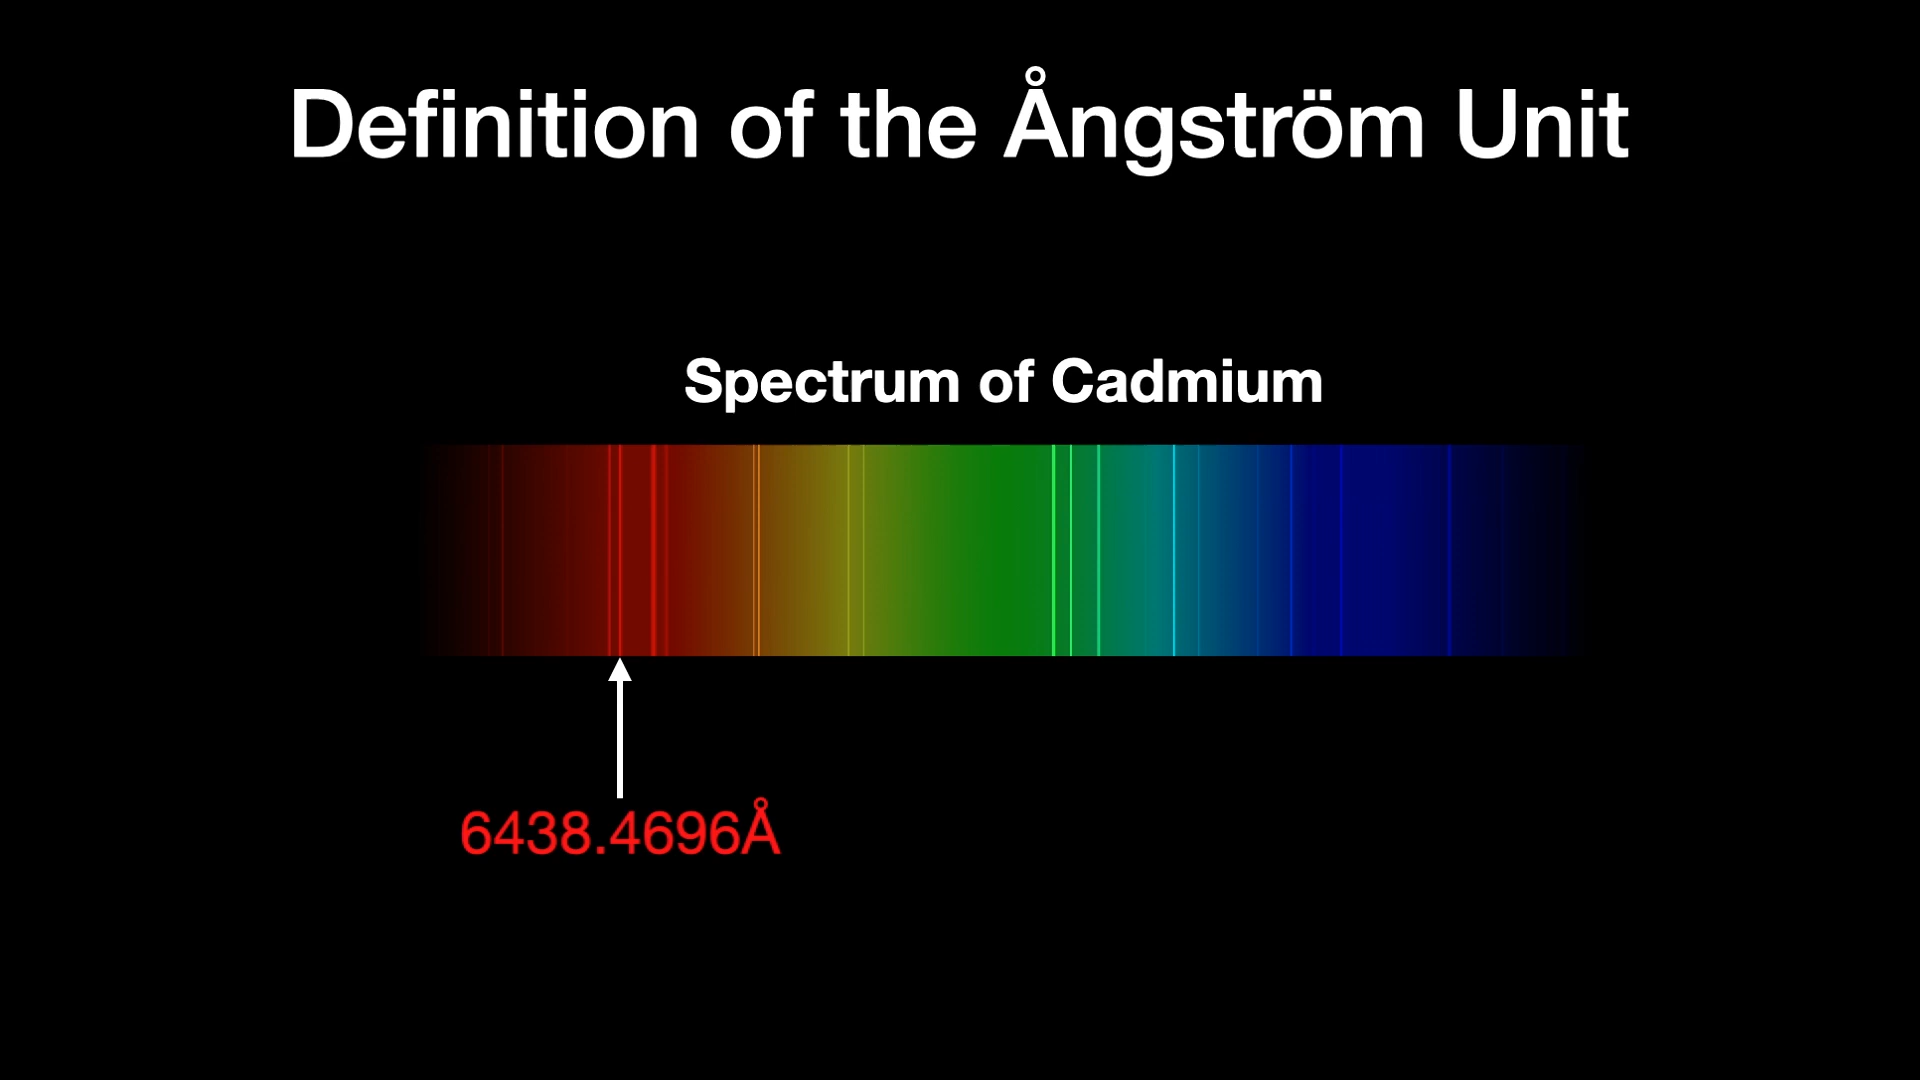 Definition of the Ångström Unit
Spectrum of Cadmium
6438.4696Å